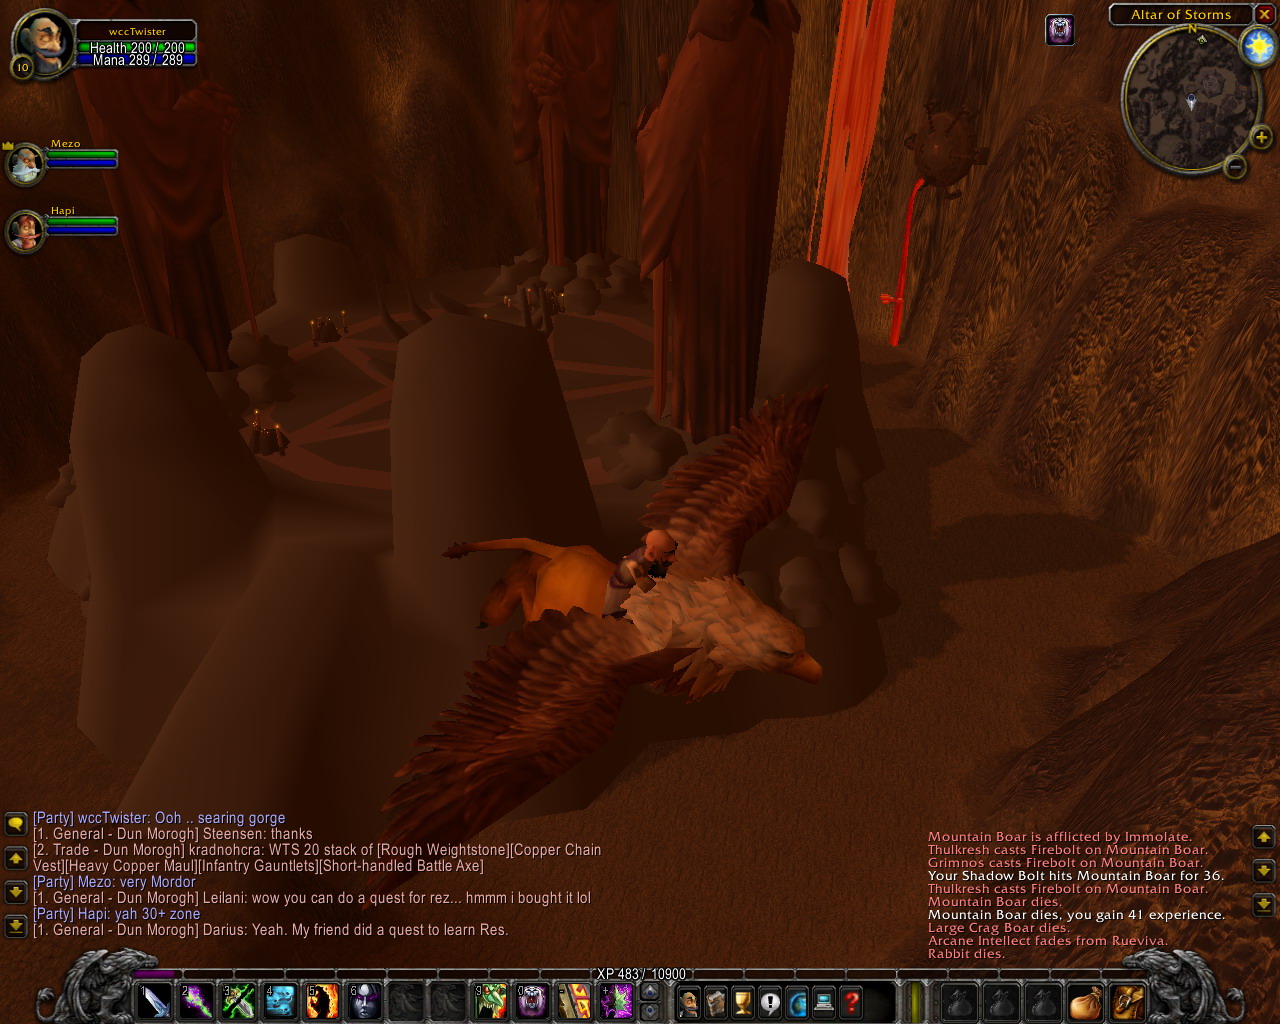 wccTwister
Health 200 / 200
Mana 289 / 289
10
Altar of Storms
N
Mezo
Hapi
[Party] wccTwister: Ooh .. searing gorge
[1. General - Dun Morogh] Steensen: thanks
[2. Trade - Dun Morogh] kradnohcra: WTS 20 stack of [Rough Weightstone][Copper Chain
Vest][Heavy Copper Maul][Infantry Gauntlets][Short-handled Battle Axe]
[Party] Mezo: very Mordor
[1. General - Dun Morogh] Leilani: wow you can do a quest for rez... hmmm i bought it lol
[Party] Hapi: yah 30+ zone
[1. General - Dun Morogh] Darius: Yeah. My friend did a quest to learn Res.
Mountain Boar is afflicted by Immolate.
Thulkresh casts Firebolt on Mountain Boar.
Grimnos casts Firebolt on Mountain Boar.
Your Shadow Bolt hits Mountain Boar for 36.
Thulkresh casts Firebolt on Mountain Boar.
Mountain Boar dies.
Mountain Boar dies, you gain 41 experience.
Large Crag Boar dies.
Arcane Intellect fades from Rueviva.
Rabbit dies.
XP 483 / 10900
1 2 3 4 5 6 9 0 - +